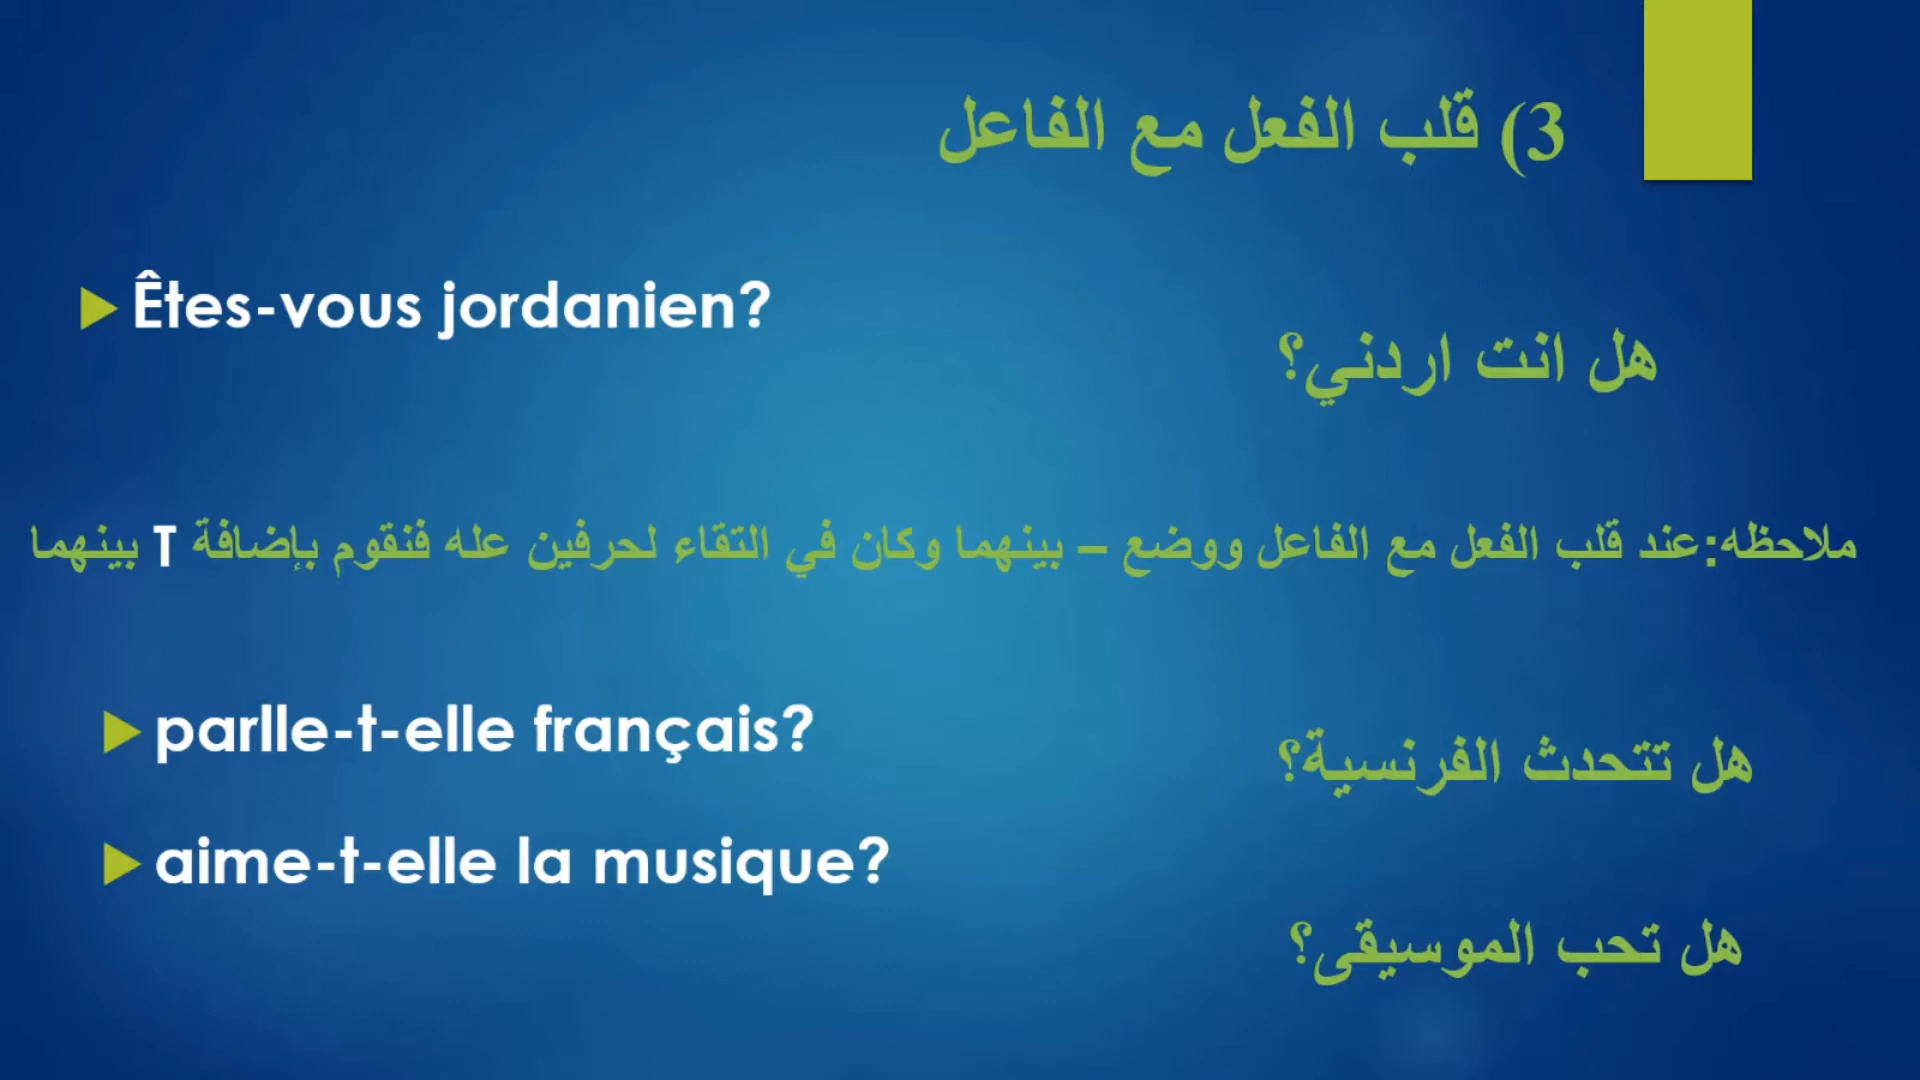 3) قلب الفعل مع الفاعل
Êtes-vous jordanien?
هل انت اردني؟
ملاحظه:عند قلب الفعل مع الفاعل ووضع – بينهما وكان في التقاء لحرفين عله فنقوم بإضافة T بينهما
parlle-t-elle français?
هل تتحدث الفرنسية؟
aime-t-elle la musique?
هل تحب الموسيقى؟